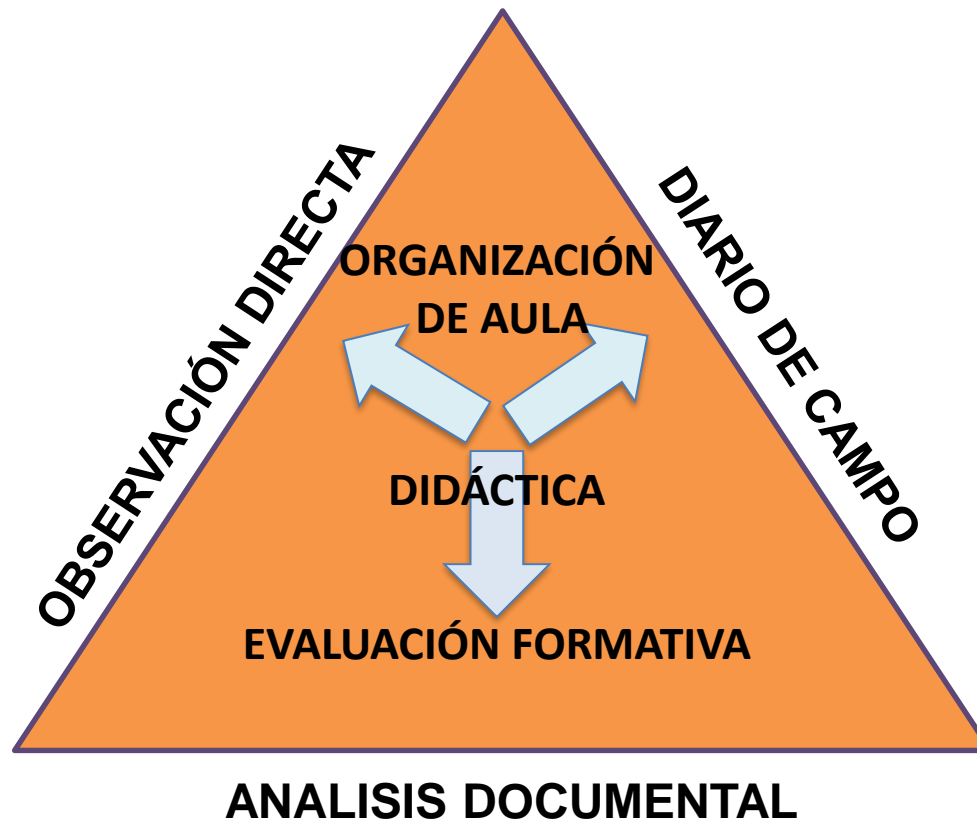 OBSERVACIÓN DIRECTA
DIARIO DE CAMPO
ORGANIZACIÓN
DE AULA
DIDÁCTICA
EVALUACIÓN FORMATIVA
ANALISIS DOCUMENTAL